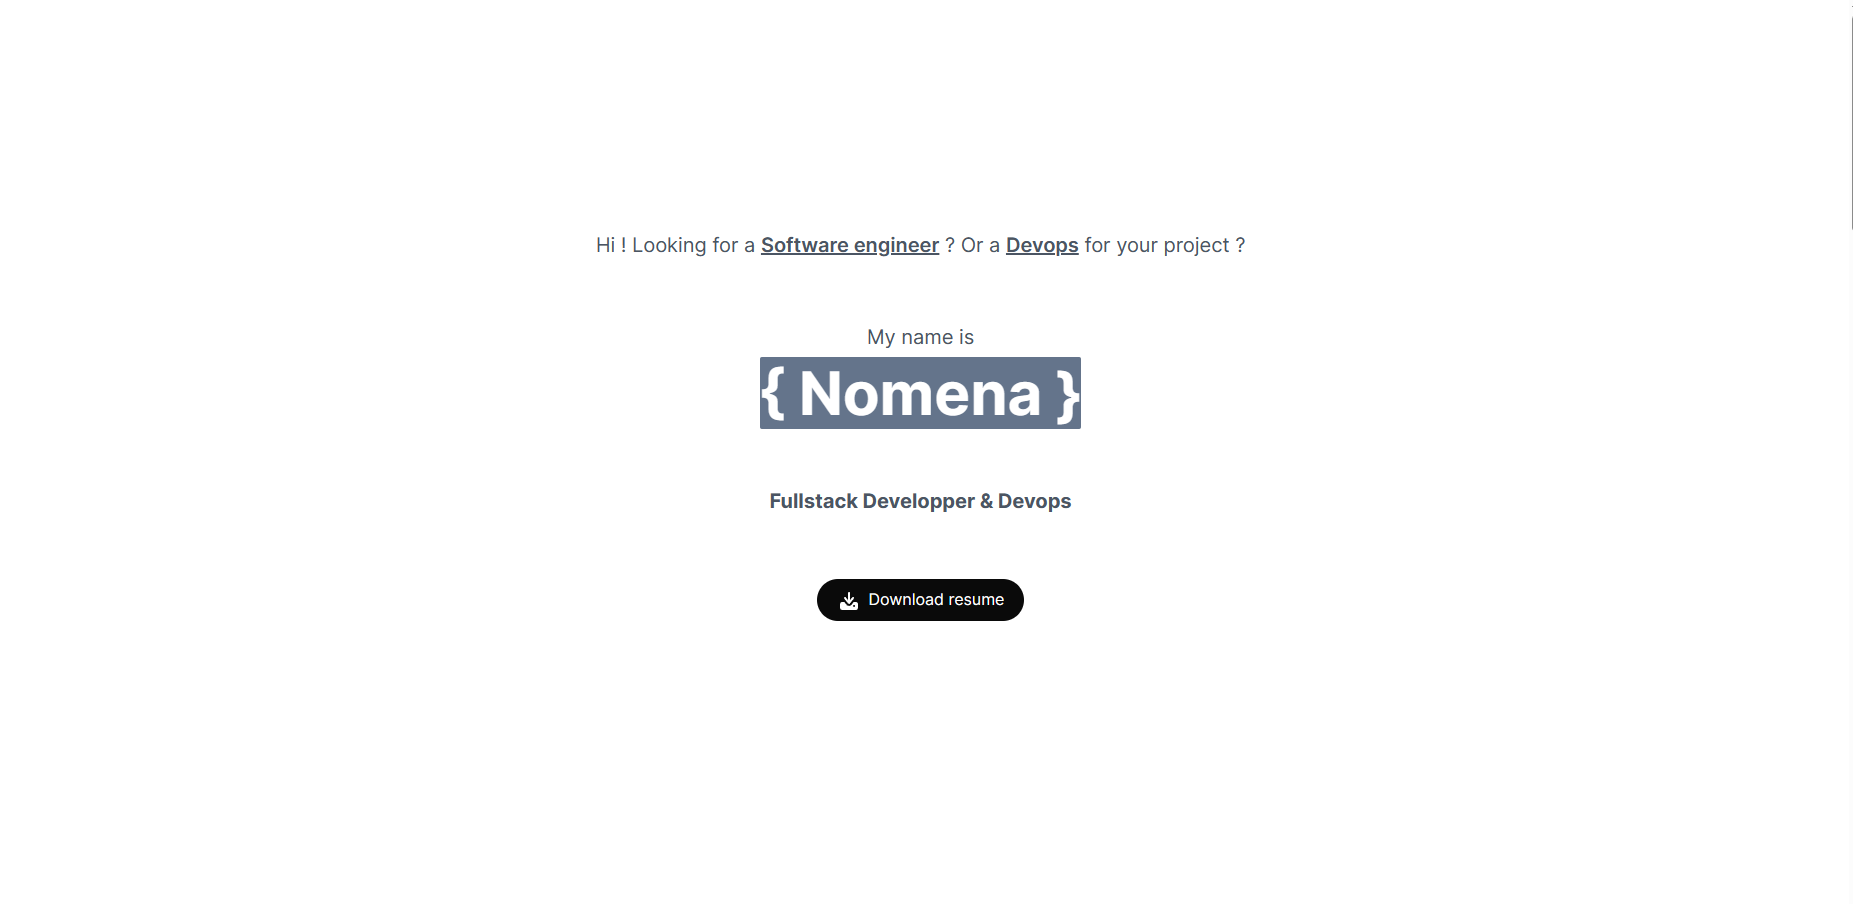 Hi ! Looking for a Software engineer ? Or a Devops for your project ?
My name is
{ Nomena }
Fullstack Developper & Devops
Download resume